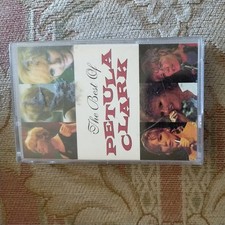 The Best Of
PETULA
CLARK